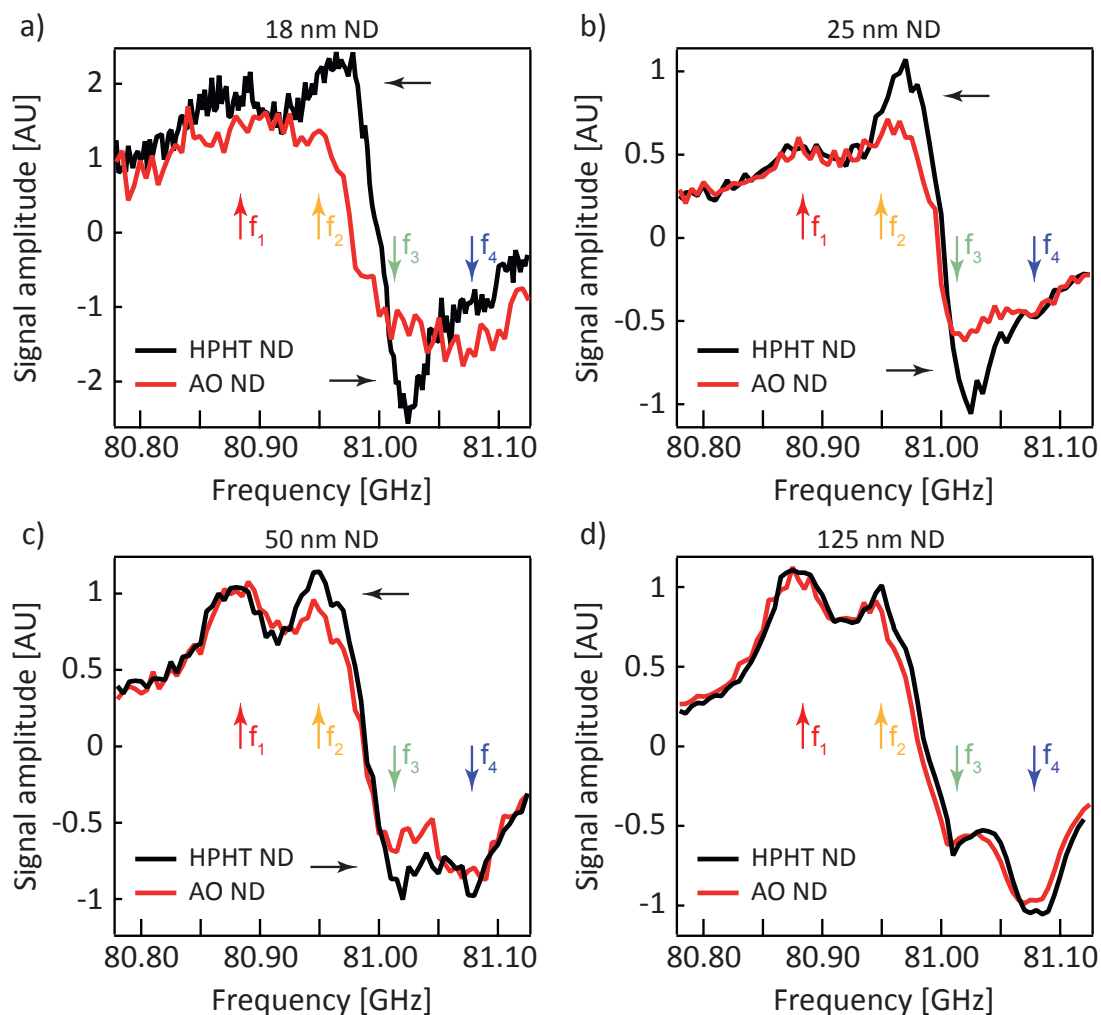 a)
18 nm ND
Signal amplitude [AU]
2
1
0
-1
-2
f1
f2
f3
f4
HPHT ND
AO ND
80.80
80.90
81.00
81.10
Frequency [GHz]
b)
25 nm ND
Signal amplitude [AU]
1
0.5
0
-0.5
-1
f1
f2
f3
f4
HPHT ND
AO ND
80.80
80.90
81.00
81.10
Frequency [GHz]
c)
50 nm ND
Signal amplitude [AU]
1
0.5
0
-0.5
-1
f1
f2
f3
f4
HPHT ND
AO ND
80.80
80.90
81.00
81.10
Frequency [GHz]
d)
125 nm ND
Signal amplitude [AU]
1
0.5
0
-0.5
-1
f1
f2
f3
f4
HPHT ND
AO ND
80.80
80.90
81.00
81.10
Frequency [GHz]